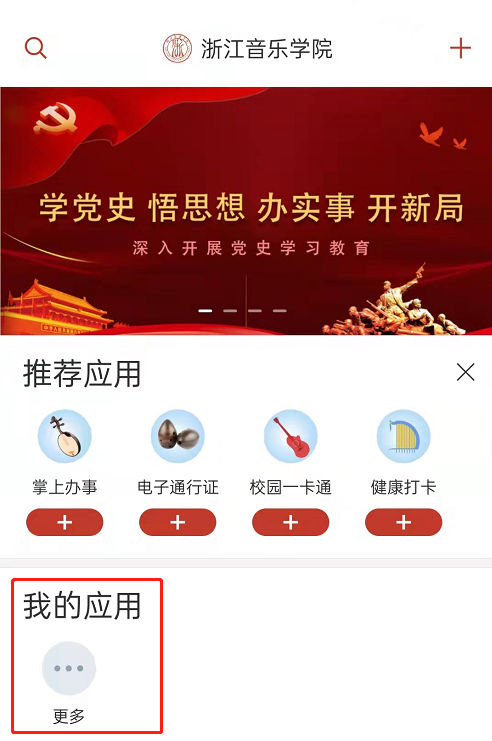 浙江音乐学院
学党史 悟思想 办实事 开新局
深入开展党史学习教育
推荐应用
掌上办事 电子通行证 校园一卡通 健康打卡
我的应用
更多